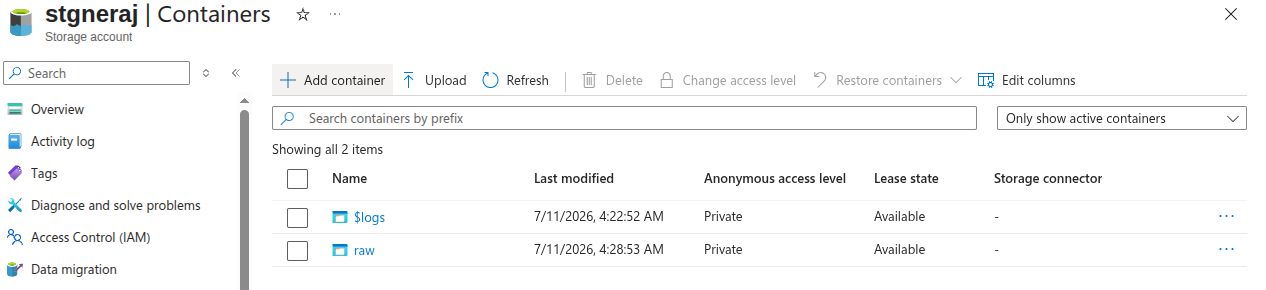 stgneraj | Containers
Storage account
Search
Add container Upload Refresh Delete Change access level Restore containers Edit columns
Overview
Activity log
Tags
Diagnose and solve problems
Access Control (IAM)
Data migration
Search containers by prefix
Only show active containers
Showing all 2 items
Name Last modified Anonymous access level Lease state Storage connector
$logs 7/11/2026, 4:22:52 AM Private Available -
raw 7/11/2026, 4:28:53 AM Private Available -